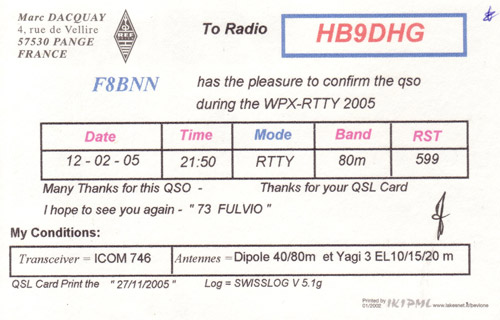 Marc DACQUAY
4, rue de Vellire
57530 PANGE
FRANCE
REF
To Radio HB9DHG
F8BNN has the pleasure to confirm the qso
during the WPX-RTTY 2005
Date Time Mode Band RST
12 - 02 - 05 21:50 RTTY 80m 599
Many Thanks for this QSO - Thanks for your QSL Card
I hope to see you again - " 73 FULVIO "
My Conditions:
Transceiver = ICOM 746 Antennes = Dipole 40/80m et Yagi 3 EL10/15/20 m
QSL Card Print the " 27/11/2005 " Log = SWISSLOG V 5.1g
Printed by
01/2002 IK1PML